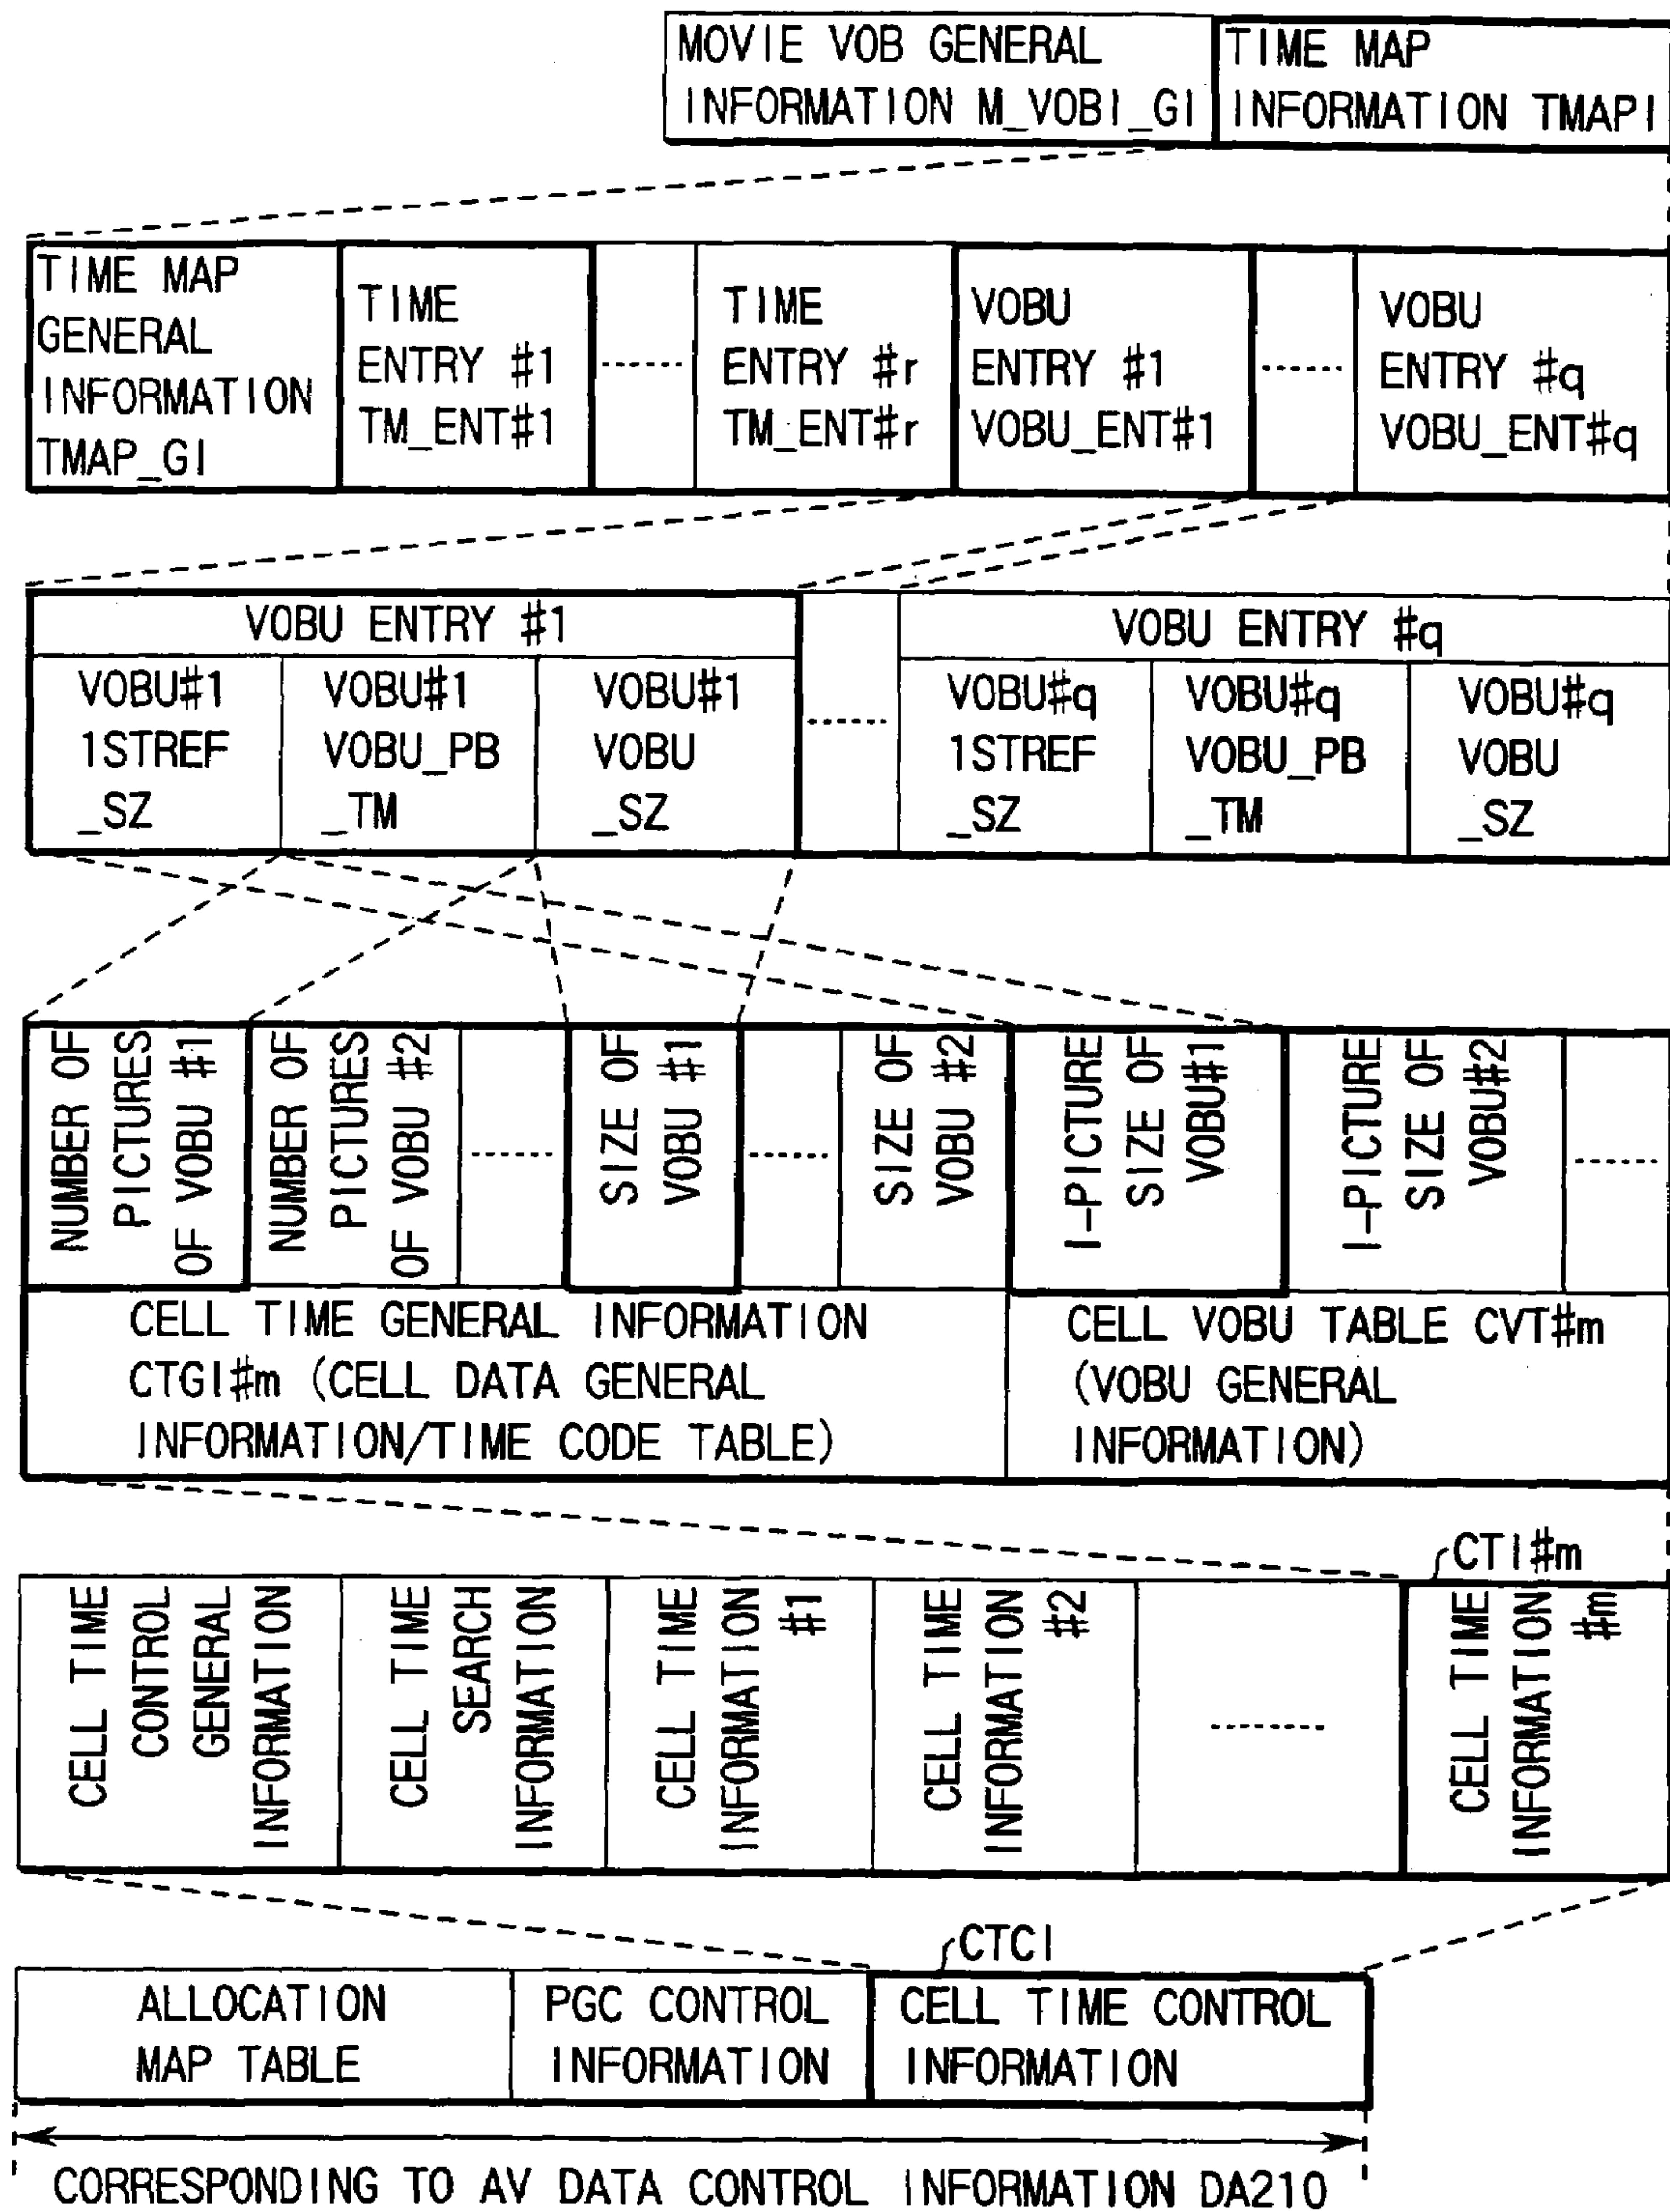 MOVIE VOB GENERAL
INFORMATION M_VOBI_GI
TIME MAP
INFORMATION TMAPI
TIME MAP
GENERAL
INFORMATION
TMAP_GI
TIME
ENTRY #1
TM_ENT#1
TIME
ENTRY #r
TM_ENT#r
VOBU
ENTRY #1
VOBU_ENT#1
VOBU
ENTRY #q
VOBU_ENT#q
VOBU ENTRY #1
VOBU#1
1STREF
_SZ
VOBU#1
VOBU_PB
_TM
VOBU#1
VOBU
_SZ
VOBU ENTRY #q
VOBU#q
1STREF
_SZ
VOBU#q
VOBU_PB
_TM
VOBU#q
VOBU
_SZ
NUMBER OF
PICTURES
OF VOBU #1
NUMBER OF
PICTURES
OF VOBU #2
SIZE OF
VOBU #1
SIZE OF
VOBU #2
I-PICTURE
SIZE OF
VOBU#1
I-PICTURE
SIZE OF
VOBU#2
CELL TIME GENERAL INFORMATION
CTGI#m (CELL DATA GENERAL
INFORMATION/TIME CODE TABLE)
CELL VOBU TABLE CVT#m
(VOBU GENERAL
INFORMATION)
CTI#m
CELL TIME
CONTROL
GENERAL
INFORMATION
CELL TIME
SEARCH
INFORMATION
CELL TIME
INFORMATION
#1
CELL TIME
INFORMATION
#2
CELL TIME
INFORMATION
#m
CTCI
ALLOCATION
MAP TABLE
PGC CONTROL
INFORMATION
CELL TIME CONTROL
INFORMATION
CORRESPONDING TO AV DATA CONTROL INFORMATION DA210